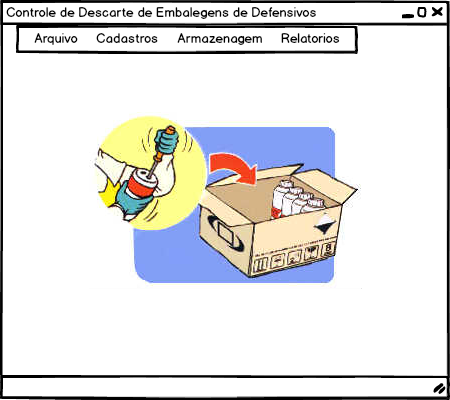 Controle de Descarte de Embalegens de Defensivos
Arquivo Cadastros Armazenagem Relatorios